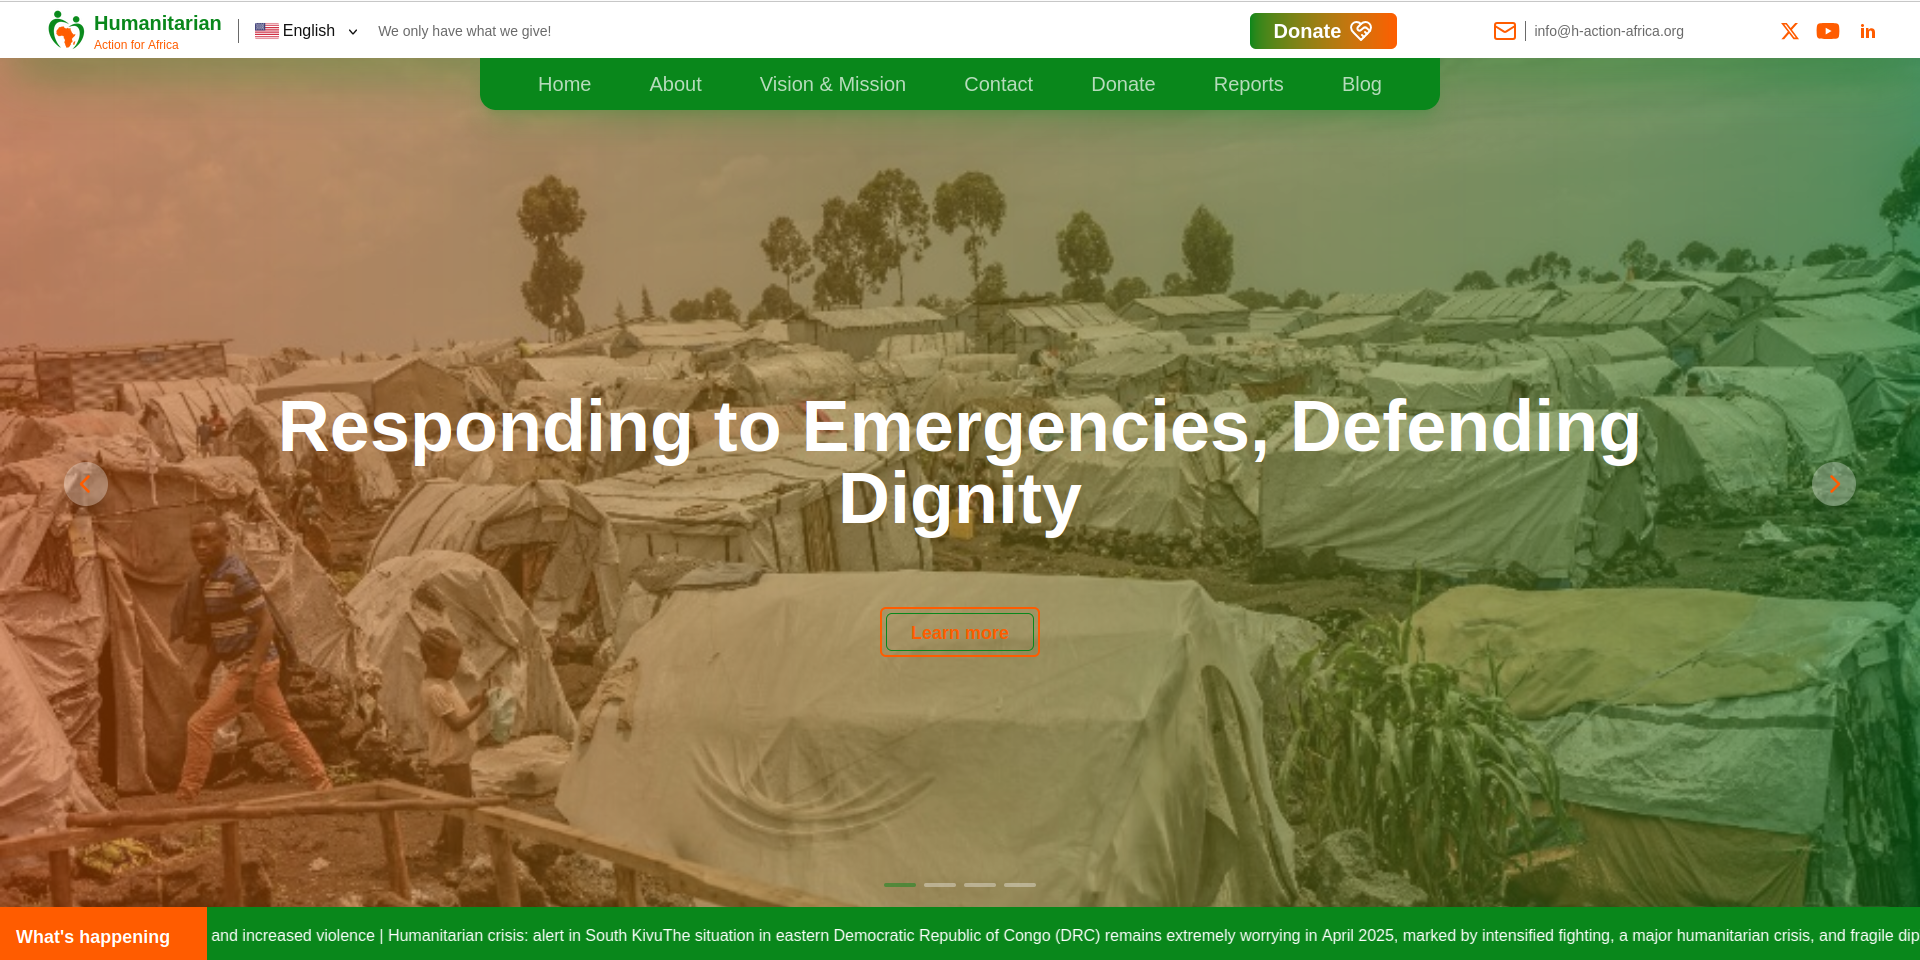 Humanitarian
Action for Africa
English
We only have what we give!
Donate
info@h-action-africa.org
Home
About
Vision & Mission
Contact
Donate
Reports
Blog
Responding to Emergencies, Defending
Dignity
Learn more
What's happening
and increased violence | Humanitarian crisis: alert in South KivuThe situation in eastern Democratic Republic of Congo (DRC) remains extremely worrying in April 2025, marked by intensified fighting, a major humanitarian crisis, and fragile dip